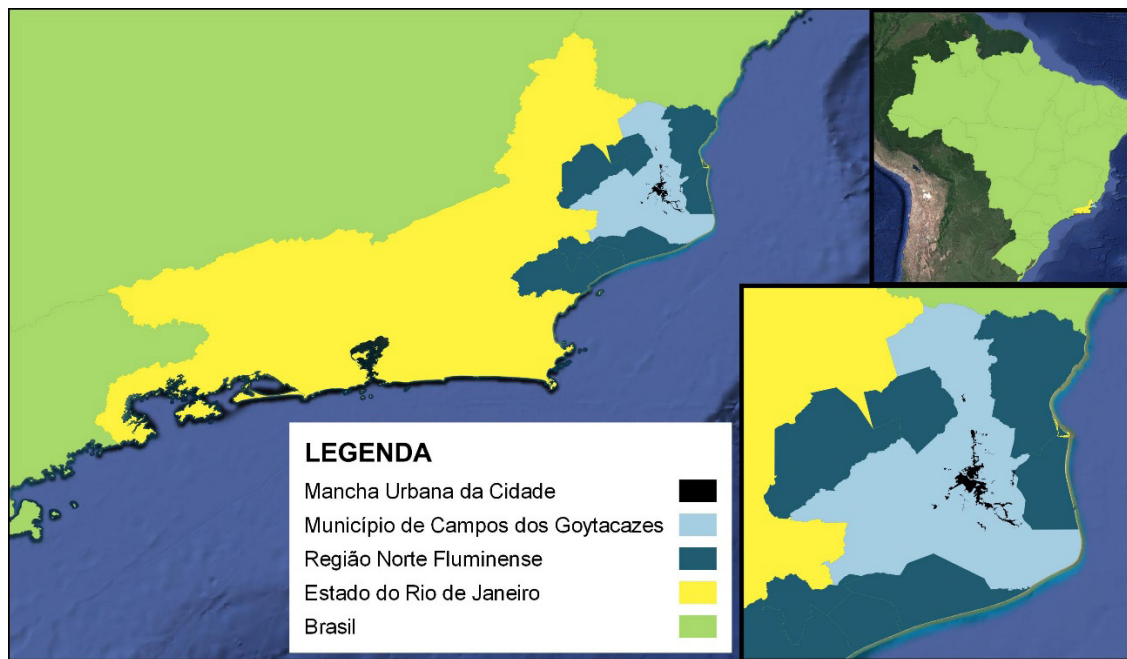 LEGENDA
Mancha Urbana da Cidade
Município de Campos dos Goytacazes
Região Norte Fluminense
Estado do Rio de Janeiro
Brasil